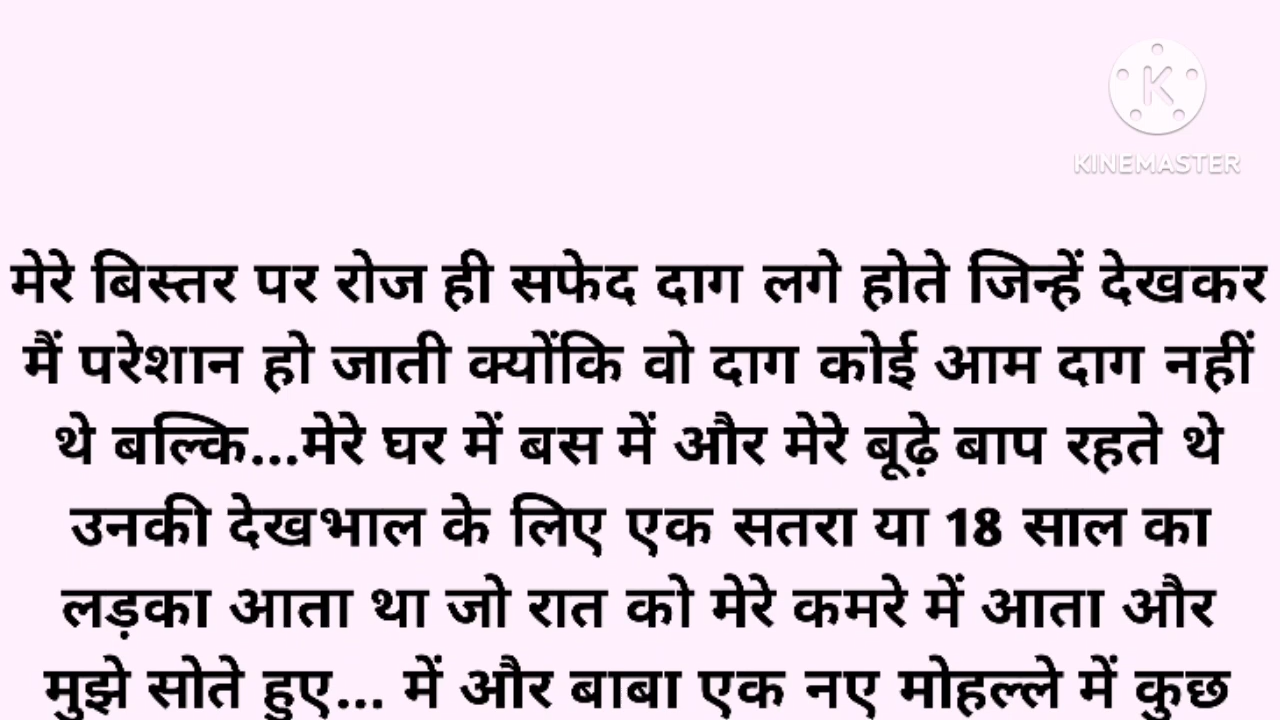 KINEMASTER
मेरे बिस्तर पर रोज ही सफेद दाग लगे होते जिन्हें देखकर
मैं परेशान हो जाती क्योंकि वो दाग कोई आम दाग नहीं
थे बल्कि...मेरे घर में बस में और मेरे बूढ़े बाप रहते थे
उनकी देखभाल के लिए एक सतरा या 18 साल का
लड़का आता था जो रात को मेरे कमरे में आता और
मुझे सोते हुए... में और बाबा एक नए मोहल्ले में कुछ